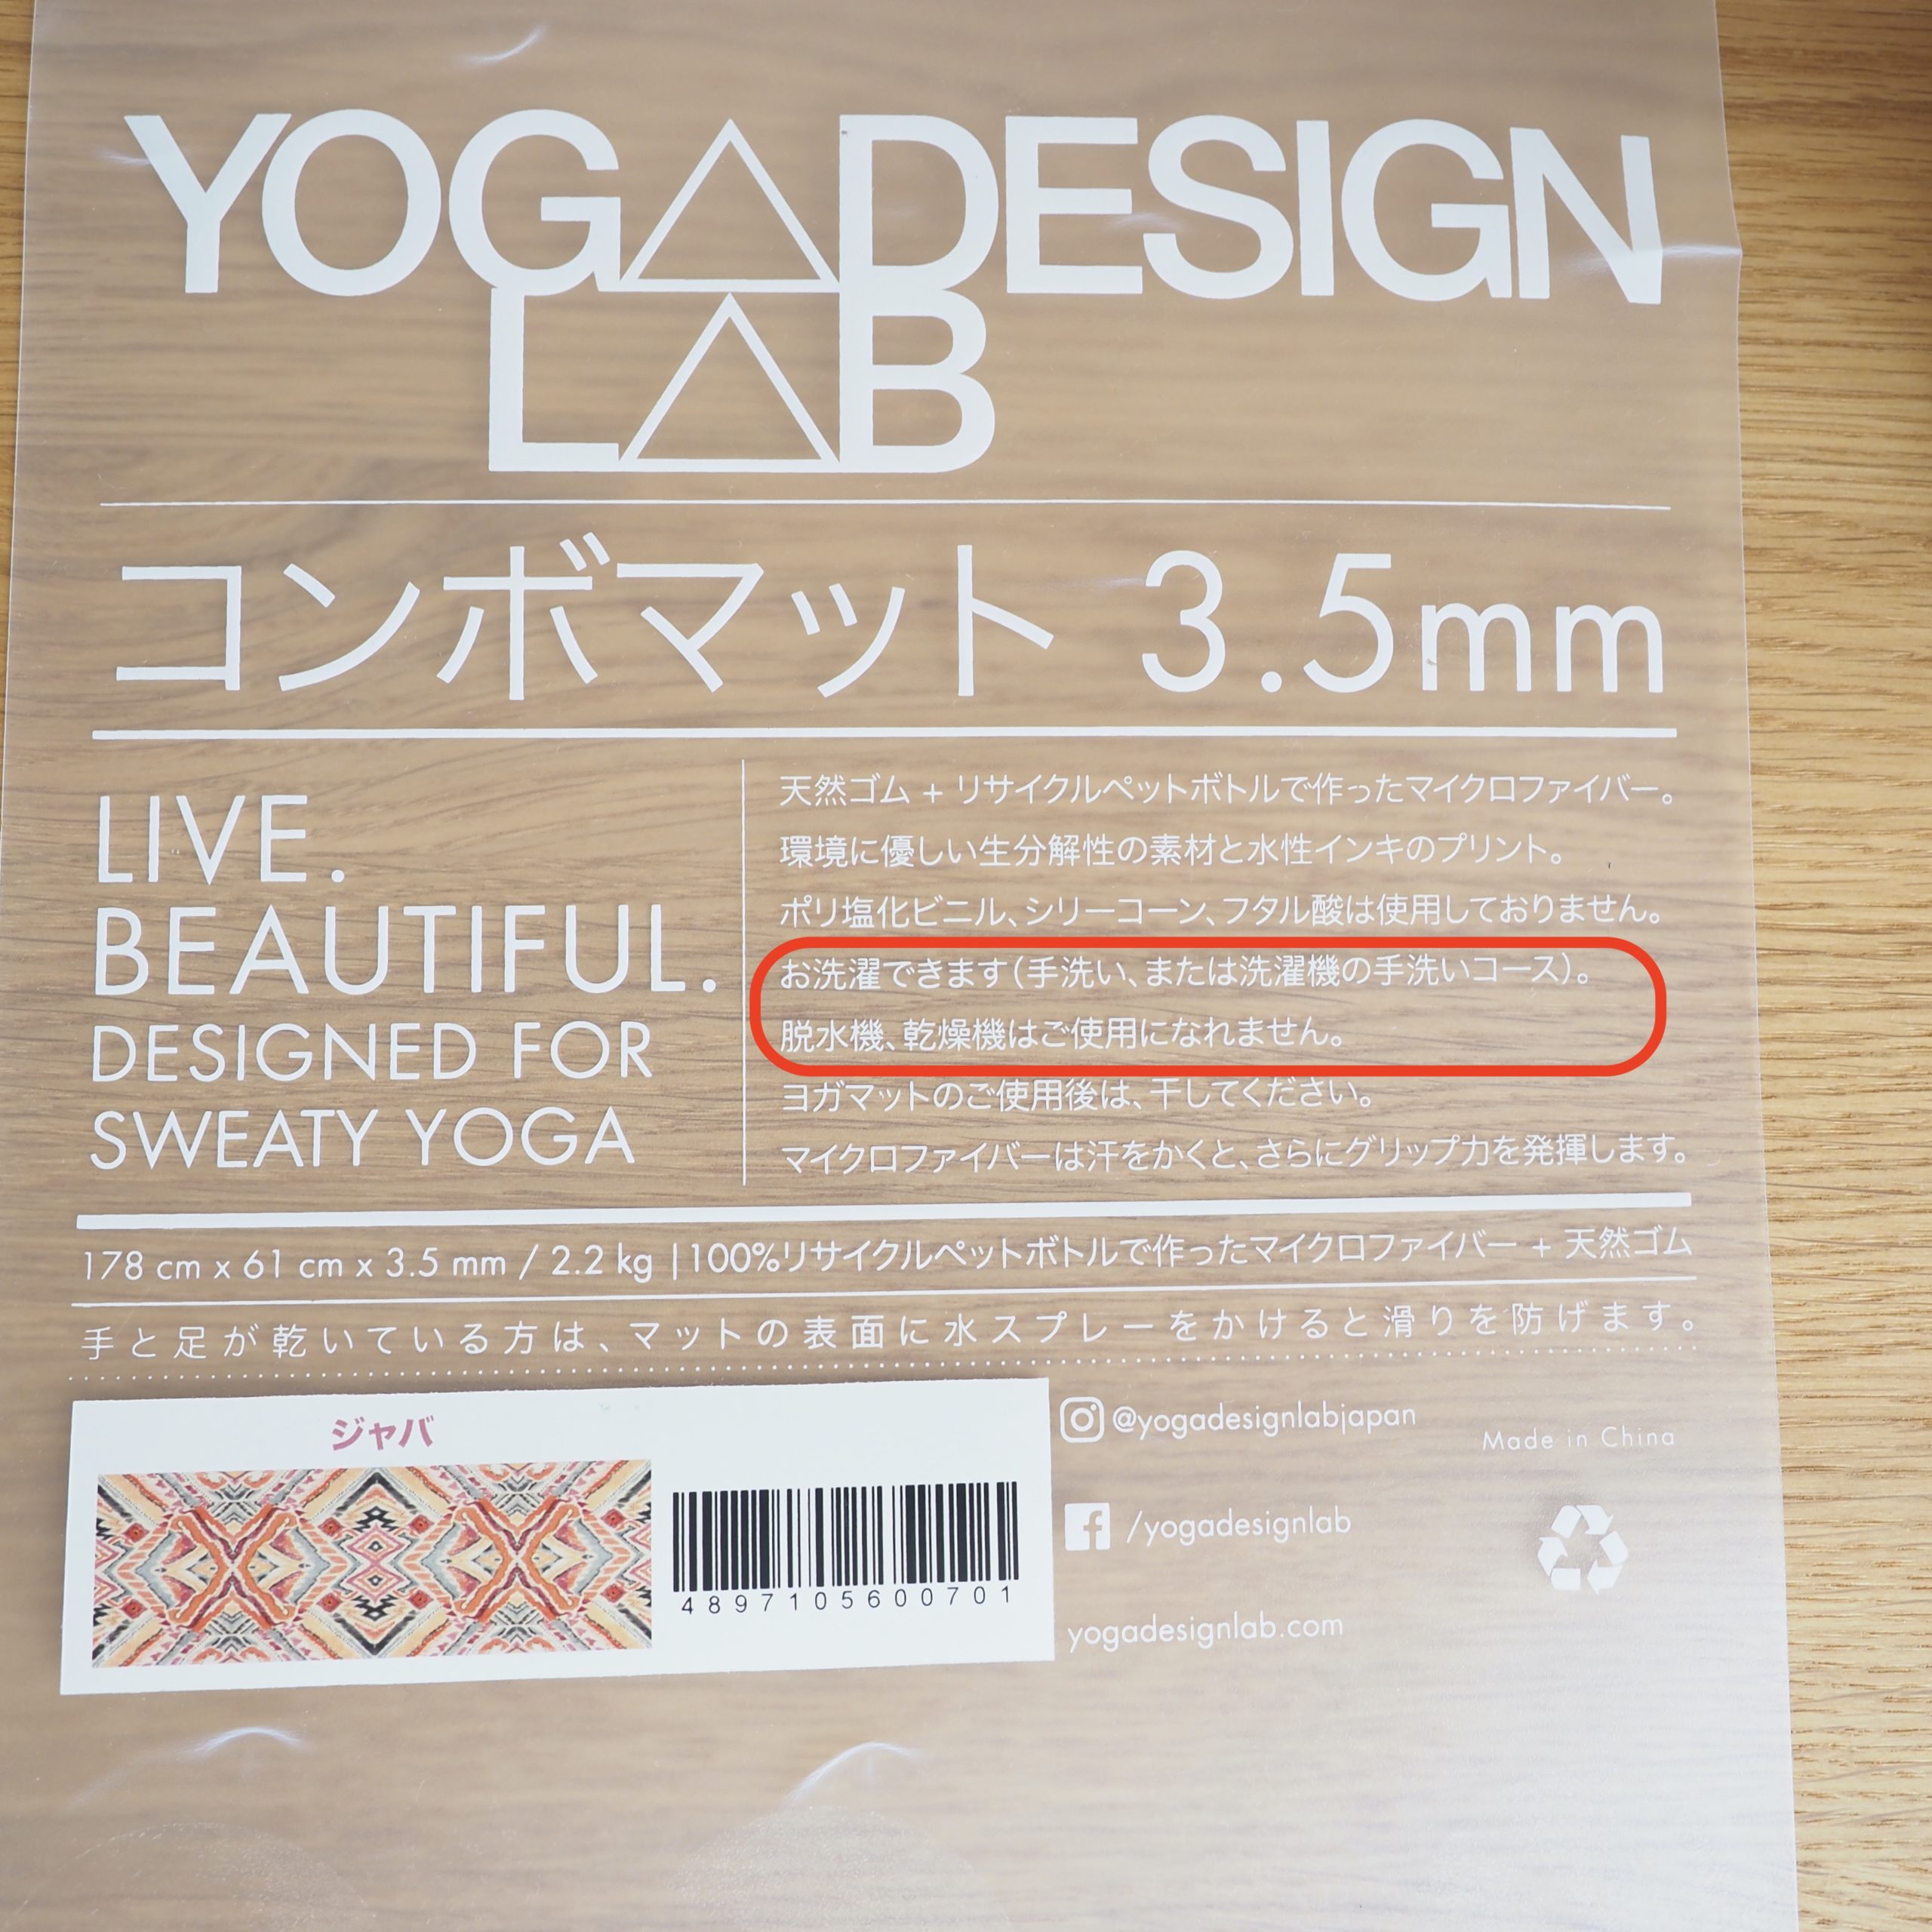 YOGADESIGN
LAB
コンボマット 3.5mm
LIVE.
BEAUTIFUL.
DESIGNED FOR
SWEATY YOGA
天然ゴム + リサイクルペットボトルで作ったマイクロファイバー。
環境に優しい生分解性の素材と水性インキのプリント。
ポリ塩化ビニル、シリーコーン、フタル酸は使用しておりません。
お洗濯できます(手洗い、または洗濯機の手洗いコース)。
脱水機、乾燥機はご使用になれません。
ヨガマットのご使用後は、干してください。
マイクロファイバーは汗をかくと、さらにグリップ力を発揮します。
178 cm x 61 cm x 3.5 mm / 2.2 kg | 100%リサイクルペットボトルで作ったマイクロファイバー + 天然ゴム
手と足が乾いている方は、マットの表面に水スプレーをかけると滑りを防げます。
ジャバ
4897105600701
@yogadesignlabjapan
/yogadesignlab
yogadesignlab.com
Made in China